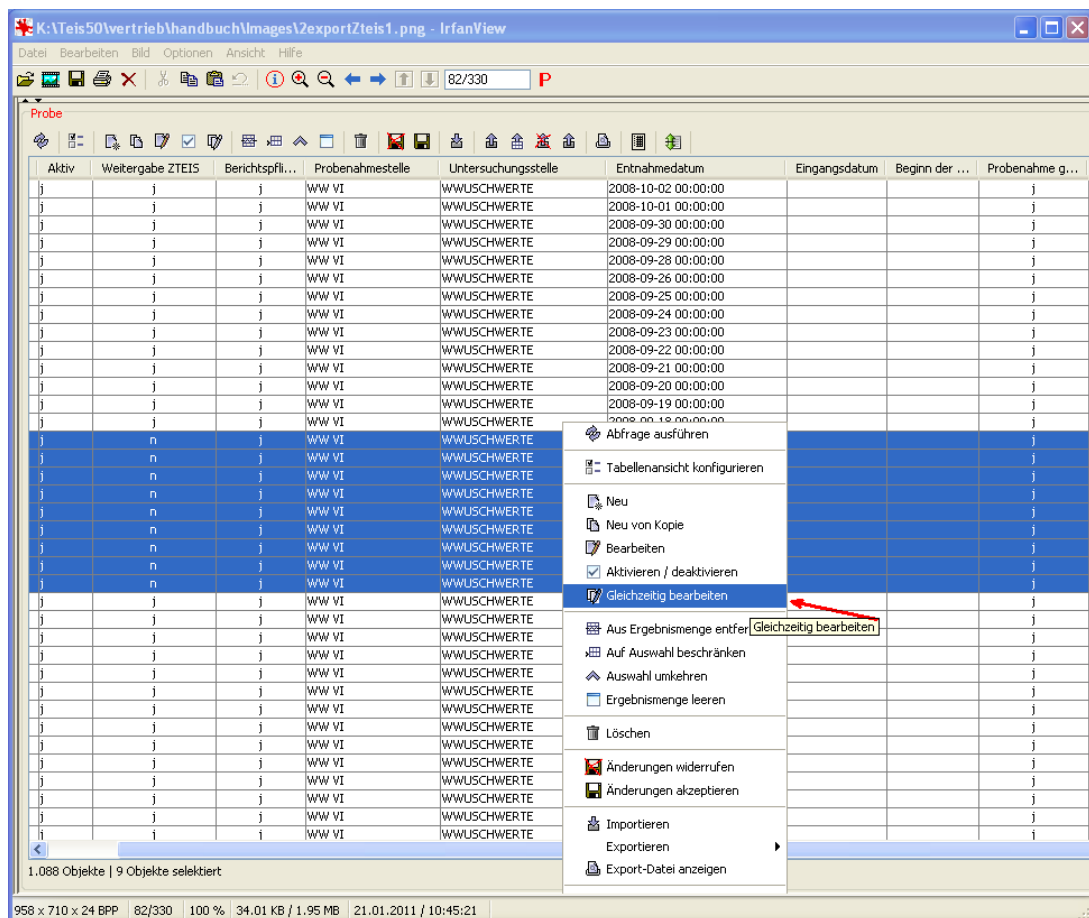 K:\Teis50\vertrieb\handbuch\Images\2exportZteis1.png - IrfanView
Datei Bearbeiten Bild Optionen Ansicht Hilfe
82/330 P
Probe
Aktiv Weitergabe ZTEIS Berichtspfli... Probenahmestelle Untersuchungsstelle Entnahmedatum Eingangsdatum Beginn der ... Probenahme g...
j j j WW VI WWUSCHWERTE 2008-10-02 00:00:00 j
j j j WW VI WWUSCHWERTE 2008-10-01 00:00:00 j
j j j WW VI WWUSCHWERTE 2008-09-30 00:00:00 j
j j j WW VI WWUSCHWERTE 2008-09-29 00:00:00 j
j j j WW VI WWUSCHWERTE 2008-09-28 00:00:00 j
j j j WW VI WWUSCHWERTE 2008-09-26 00:00:00 j
j j j WW VI WWUSCHWERTE 2008-09-25 00:00:00 j
j j j WW VI WWUSCHWERTE 2008-09-24 00:00:00 j
j j j WW VI WWUSCHWERTE 2008-09-23 00:00:00 j
j j j WW VI WWUSCHWERTE 2008-09-22 00:00:00 j
j j j WW VI WWUSCHWERTE 2008-09-21 00:00:00 j
j j j WW VI WWUSCHWERTE 2008-09-20 00:00:00 j
j j j WW VI WWUSCHWERTE 2008-09-19 00:00:00 j
j j j WW VI WWUSCHWERTE 2008-09-18 00:00:00 j
j n j WW VI WWUSCHWERTE j
j n j WW VI WWUSCHWERTE j
j n j WW VI WWUSCHWERTE j
j n j WW VI WWUSCHWERTE j
j n j WW VI WWUSCHWERTE j
j n j WW VI WWUSCHWERTE j
j n j WW VI WWUSCHWERTE j
j n j WW VI WWUSCHWERTE j
j n j WW VI WWUSCHWERTE j
j j j WW VI WWUSCHWERTE j
j j j WW VI WWUSCHWERTE j
j j j WW VI WWUSCHWERTE j
j j j WW VI WWUSCHWERTE j
j j j WW VI WWUSCHWERTE j
j j j WW VI WWUSCHWERTE j
j j j WW VI WWUSCHWERTE j
j j j WW VI WWUSCHWERTE j
j j j WW VI WWUSCHWERTE j
j j j WW VI WWUSCHWERTE j
j j j WW VI WWUSCHWERTE j
j j j WW VI WWUSCHWERTE j
j j j WW VI WWUSCHWERTE j
j j j WW VI WWUSCHWERTE j
Abfrage ausführen
Tabellenansicht konfigurieren
Neu
Neu von Kopie
Bearbeiten
Aktivieren / deaktivieren
Gleichzeitig bearbeiten
Aus Ergebnismenge entfer
Gleichzeitig bearbeiten
Auf Auswahl beschränken
Auswahl umkehren
Ergebnismenge leeren
Löschen
Änderungen widerrufen
Änderungen akzeptieren
Importieren
Exportieren
Export-Datei anzeigen
1.088 Objekte | 9 Objekte selektiert
958 x 710 x 24 BPP 82/330 100 % 34.01 KB / 1.95 MB 21.01.2011 / 10:45:21